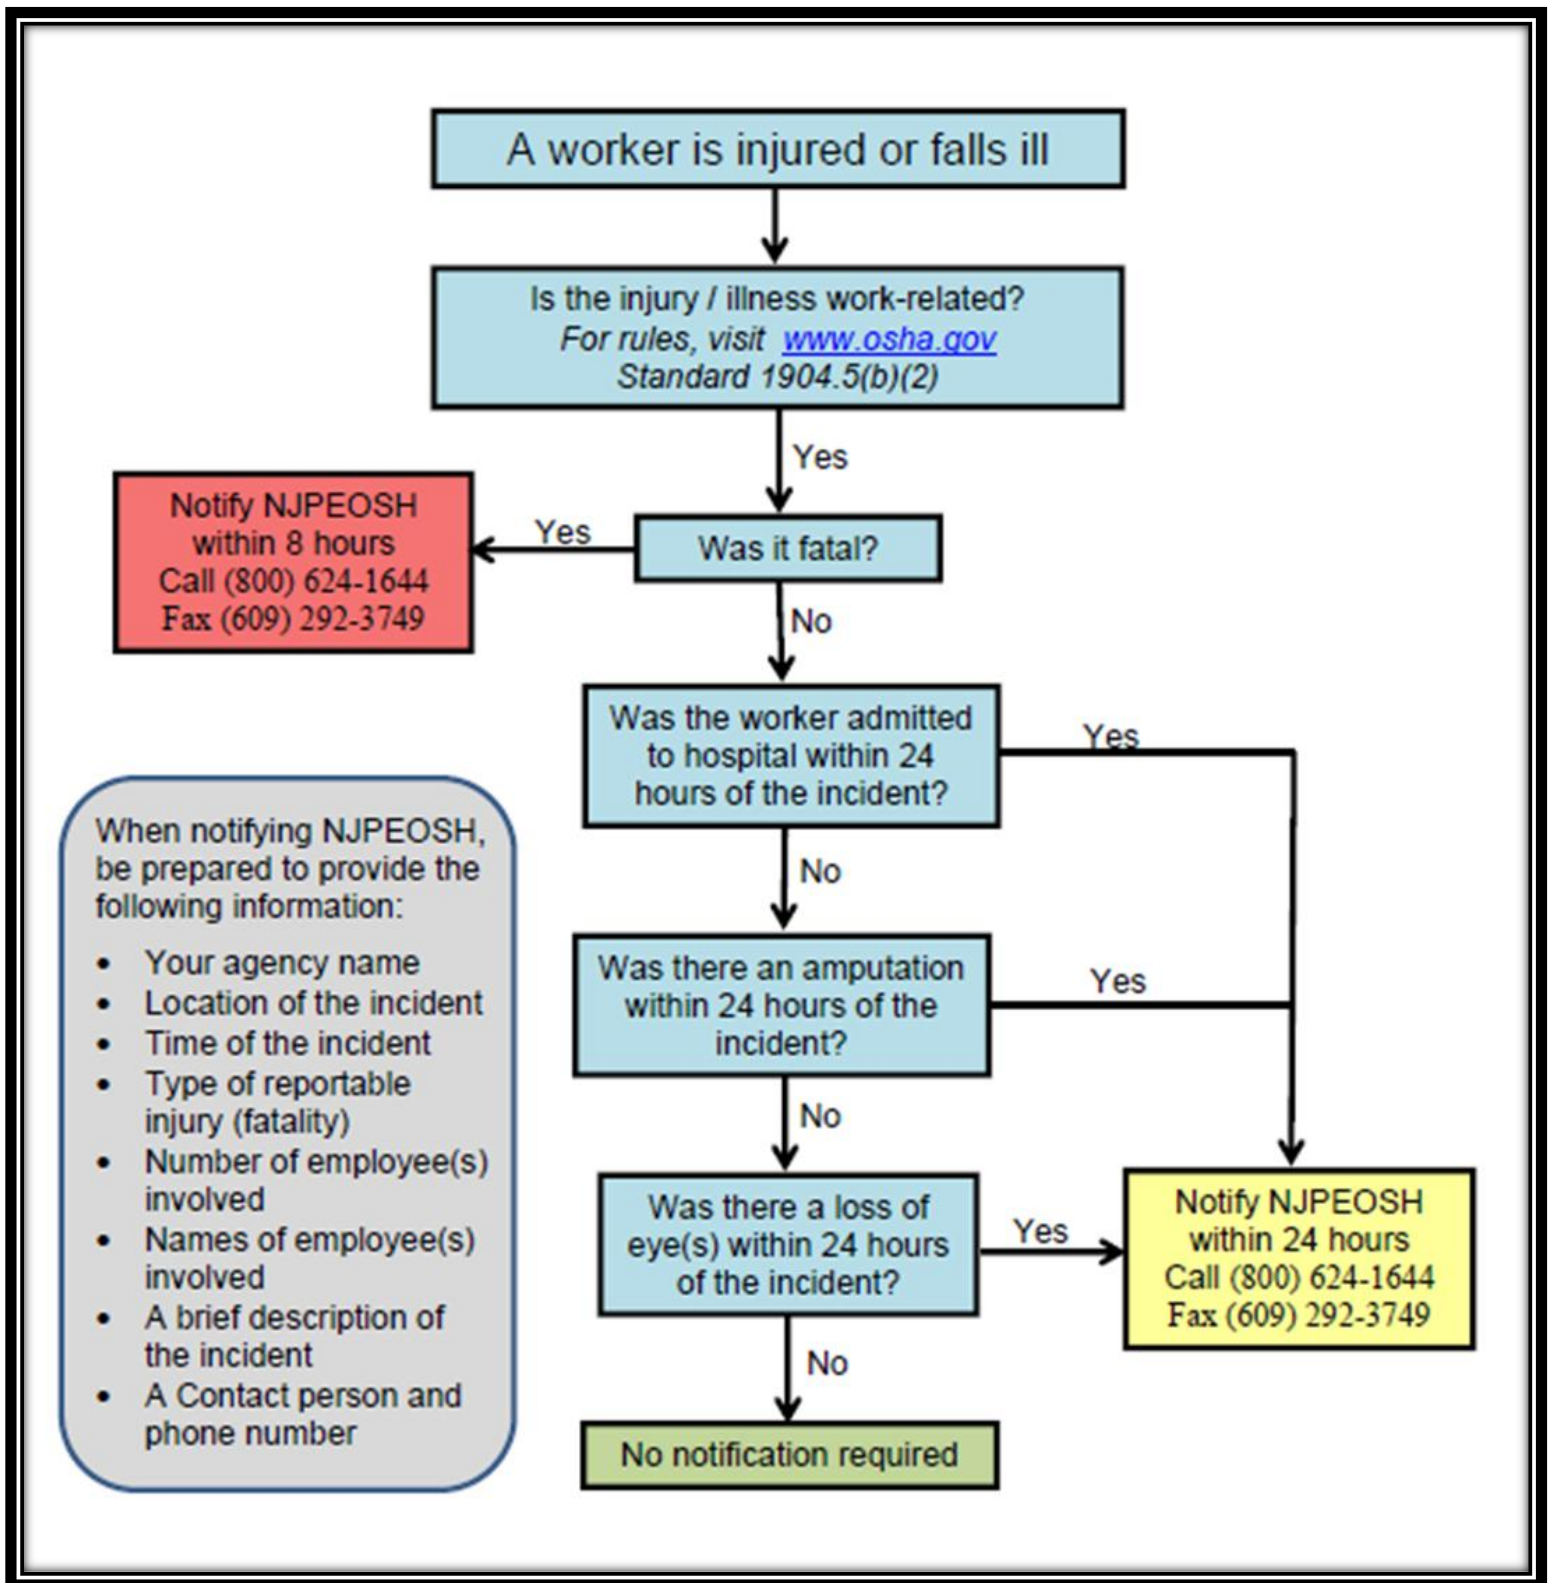 A worker is injured or falls ill
Is the injury / illness work-related?
For rules, visit www.osha.gov
Standard 1904.5(b)(2)
Yes
Notify NJPEOSH
within 8 hours
Call (800) 624-1644
Fax (609) 292-3749
Yes
Was it fatal?
No
Was the worker admitted
to hospital within 24
hours of the incident?
Yes
No
When notifying NJPEOSH,
be prepared to provide the
following information:
• Your agency name
• Location of the incident
• Time of the incident
• Type of reportable
injury (fatality)
• Number of employee(s)
involved
• Names of employee(s)
involved
• A brief description of
the incident
• A Contact person and
phone number
Was there an amputation
within 24 hours of the
incident?
Yes
No
Was there a loss of
eye(s) within 24 hours
of the incident?
Yes
Notify NJPEOSH
within 24 hours
Call (800) 624-1644
Fax (609) 292-3749
No
No notification required